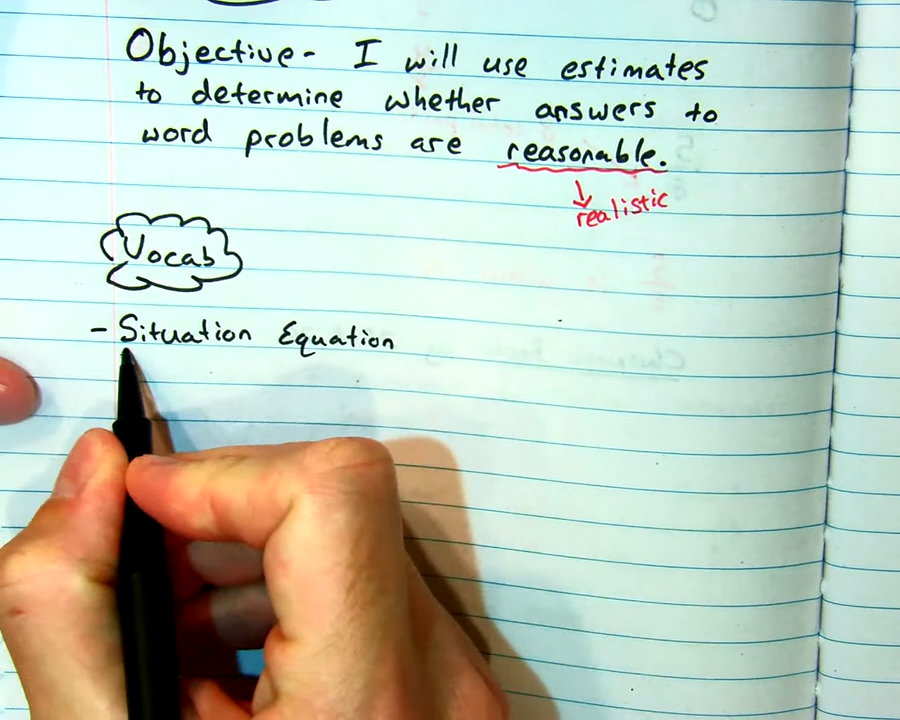 Objective- I will use estimates
to determine whether answers to
word problems are reasonable.
realistic
Vocab
- Situation Equation